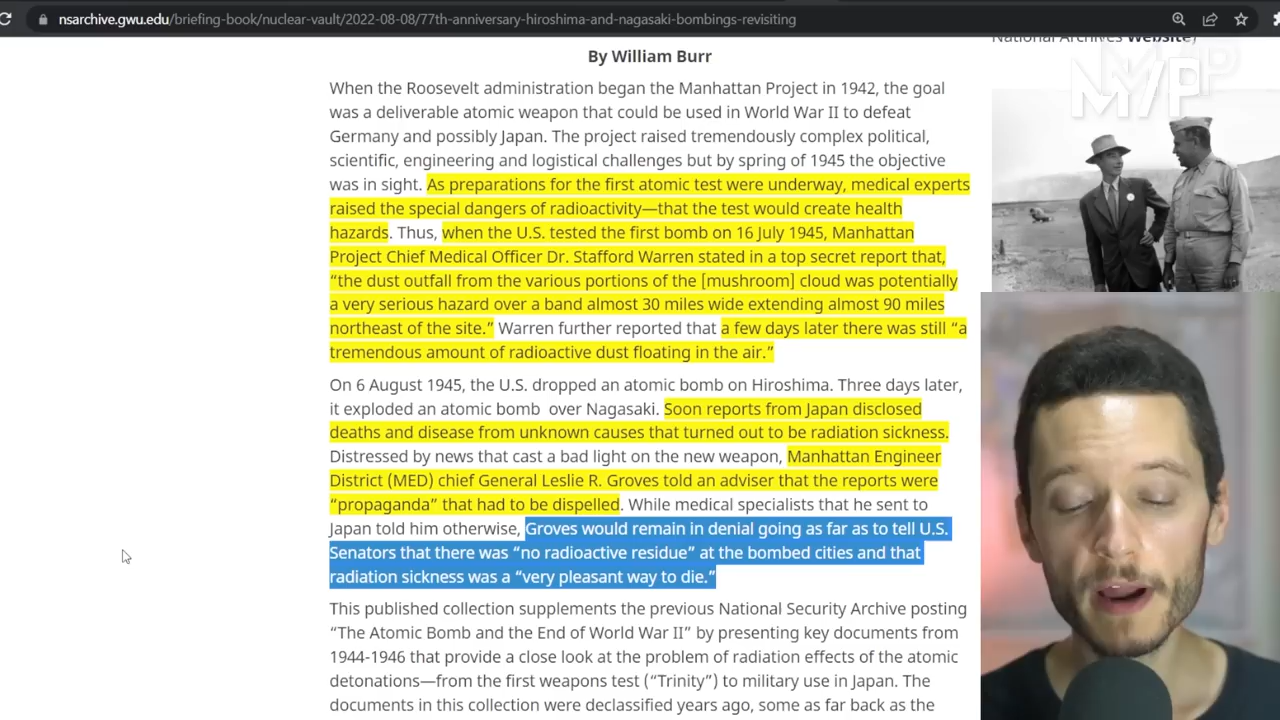 nsarchive.gwu.edu/briefing-book/nuclear-vault/2022-08-08/77th-anniversary-hiroshima-and-nagasaki-bombings-revisiting
National Archives Website)
By William Burr
M/P
When the Roosevelt administration began the Manhattan Project in 1942, the goal
was a deliverable atomic weapon that could be used in World War II to defeat
Germany and possibly Japan. The project raised tremendously complex political,
scientific, engineering and logistical challenges but by spring of 1945 the objective
was in sight. As preparations for the first atomic test were underway, medical experts
raised the special dangers of radioactivity—that the test would create health
hazards. Thus, when the U.S. tested the first bomb on 16 July 1945, Manhattan
Project Chief Medical Officer Dr. Stafford Warren stated in a top secret report that,
“the dust outfall from the various portions of the [mushroom] cloud was potentially
a very serious hazard over a band almost 30 miles wide extending almost 90 miles
northeast of the site.” Warren further reported that a few days later there was still “a
tremendous amount of radioactive dust floating in the air.”
On 6 August 1945, the U.S. dropped an atomic bomb on Hiroshima. Three days later,
it exploded an atomic bomb over Nagasaki. Soon reports from Japan disclosed
deaths and disease from unknown causes that turned out to be radiation sickness.
Distressed by news that cast a bad light on the new weapon, Manhattan Engineer
District (MED) chief General Leslie R. Groves told an adviser that the reports were
“propaganda” that had to be dispelled. While medical specialists that he sent to
Japan told him otherwise, Groves would remain in denial going as far as to tell U.S.
Senators that there was “no radioactive residue” at the bombed cities and that
radiation sickness was a “very pleasant way to die.”
This published collection supplements the previous National Security Archive posting
“The Atomic Bomb and the End of World War II” by presenting key documents from
1944-1946 that provide a close look at the problem of radiation effects of the atomic
detonations—from the first weapons test (“Trinity”) to military use in Japan. The
documents in this collection were declassified years ago, some as far back as the